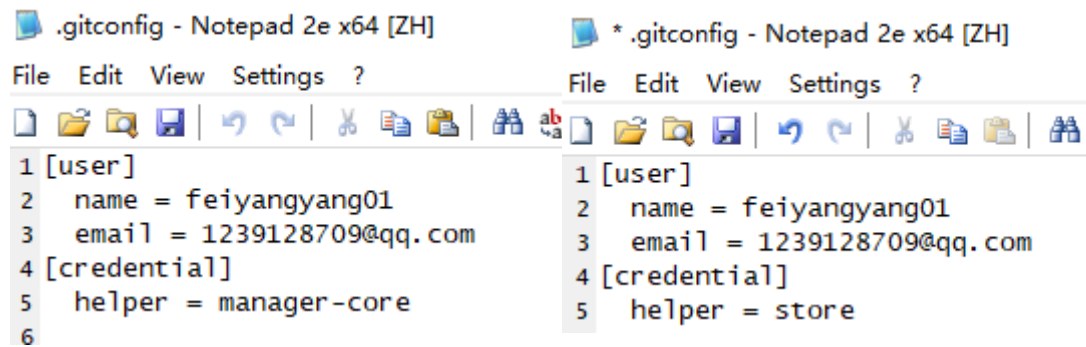 .gitconfig - Notepad 2e x64 [ZH]
File Edit View Settings ?
1 [user]
2 name = feiyangyang01
3 email = 1239128709@qq.com
4 [credential]
5 helper = manager-core
6
* .gitconfig - Notepad 2e x64 [ZH]
File Edit View Settings ?
1 [user]
2 name = feiyangyang01
3 email = 1239128709@qq.com
4 [credential]
5 helper = store